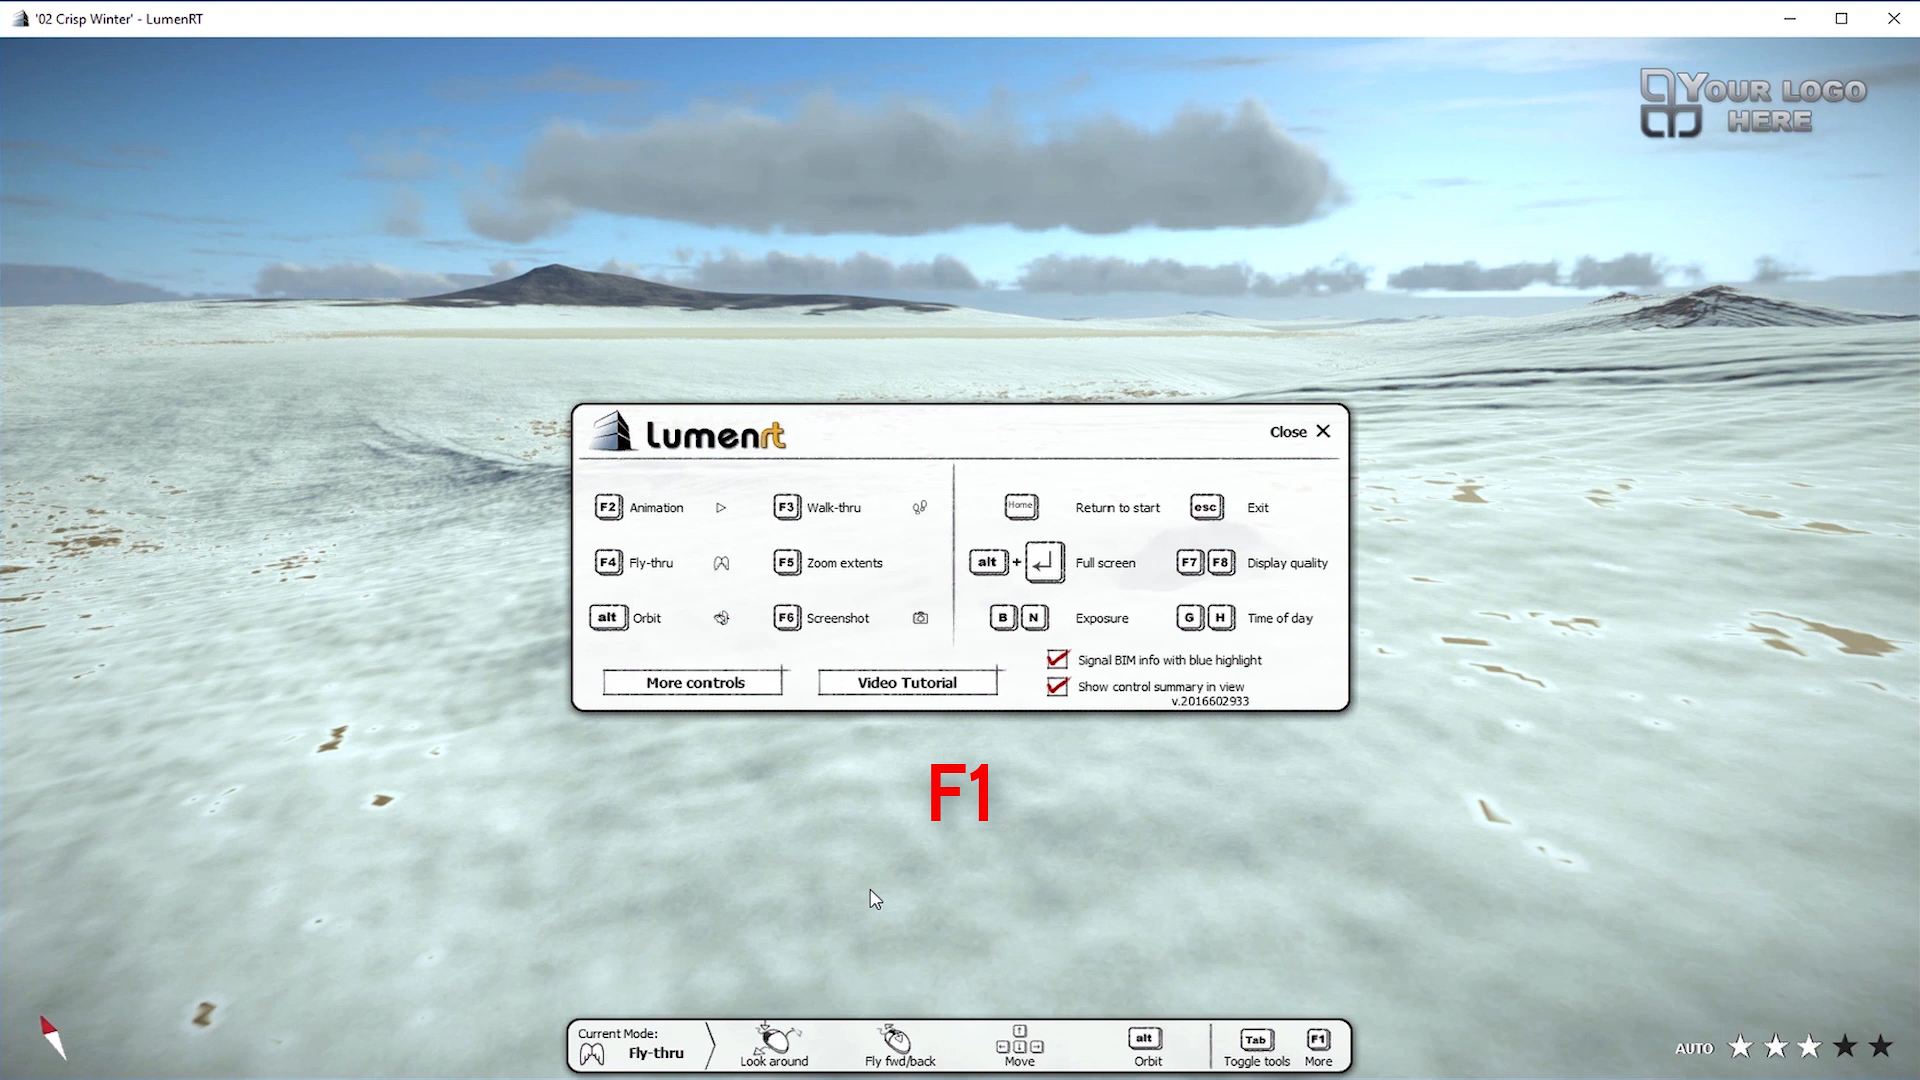 '02 Crisp Winter' - LumenRT
YOUR LOGO
HERE
Lumenrt
Close
F2 Animation
F3 Walk-thru
Home Return to start
esc Exit
F4 Fly-thru
F5 Zoom extents
alt + Full screen
F7 F8 Display quality
alt Orbit
F6 Screenshot
B N Exposure
G H Time of day
Signal BIM info with blue highlight
More controls
Video Tutorial
Show control summary in view
v.2016602933
F1
Current Mode:
Fly-thru
Look around
Fly fwd/back
Move
alt
Orbit
Tab
Toggle tools
F1
More
AUTO